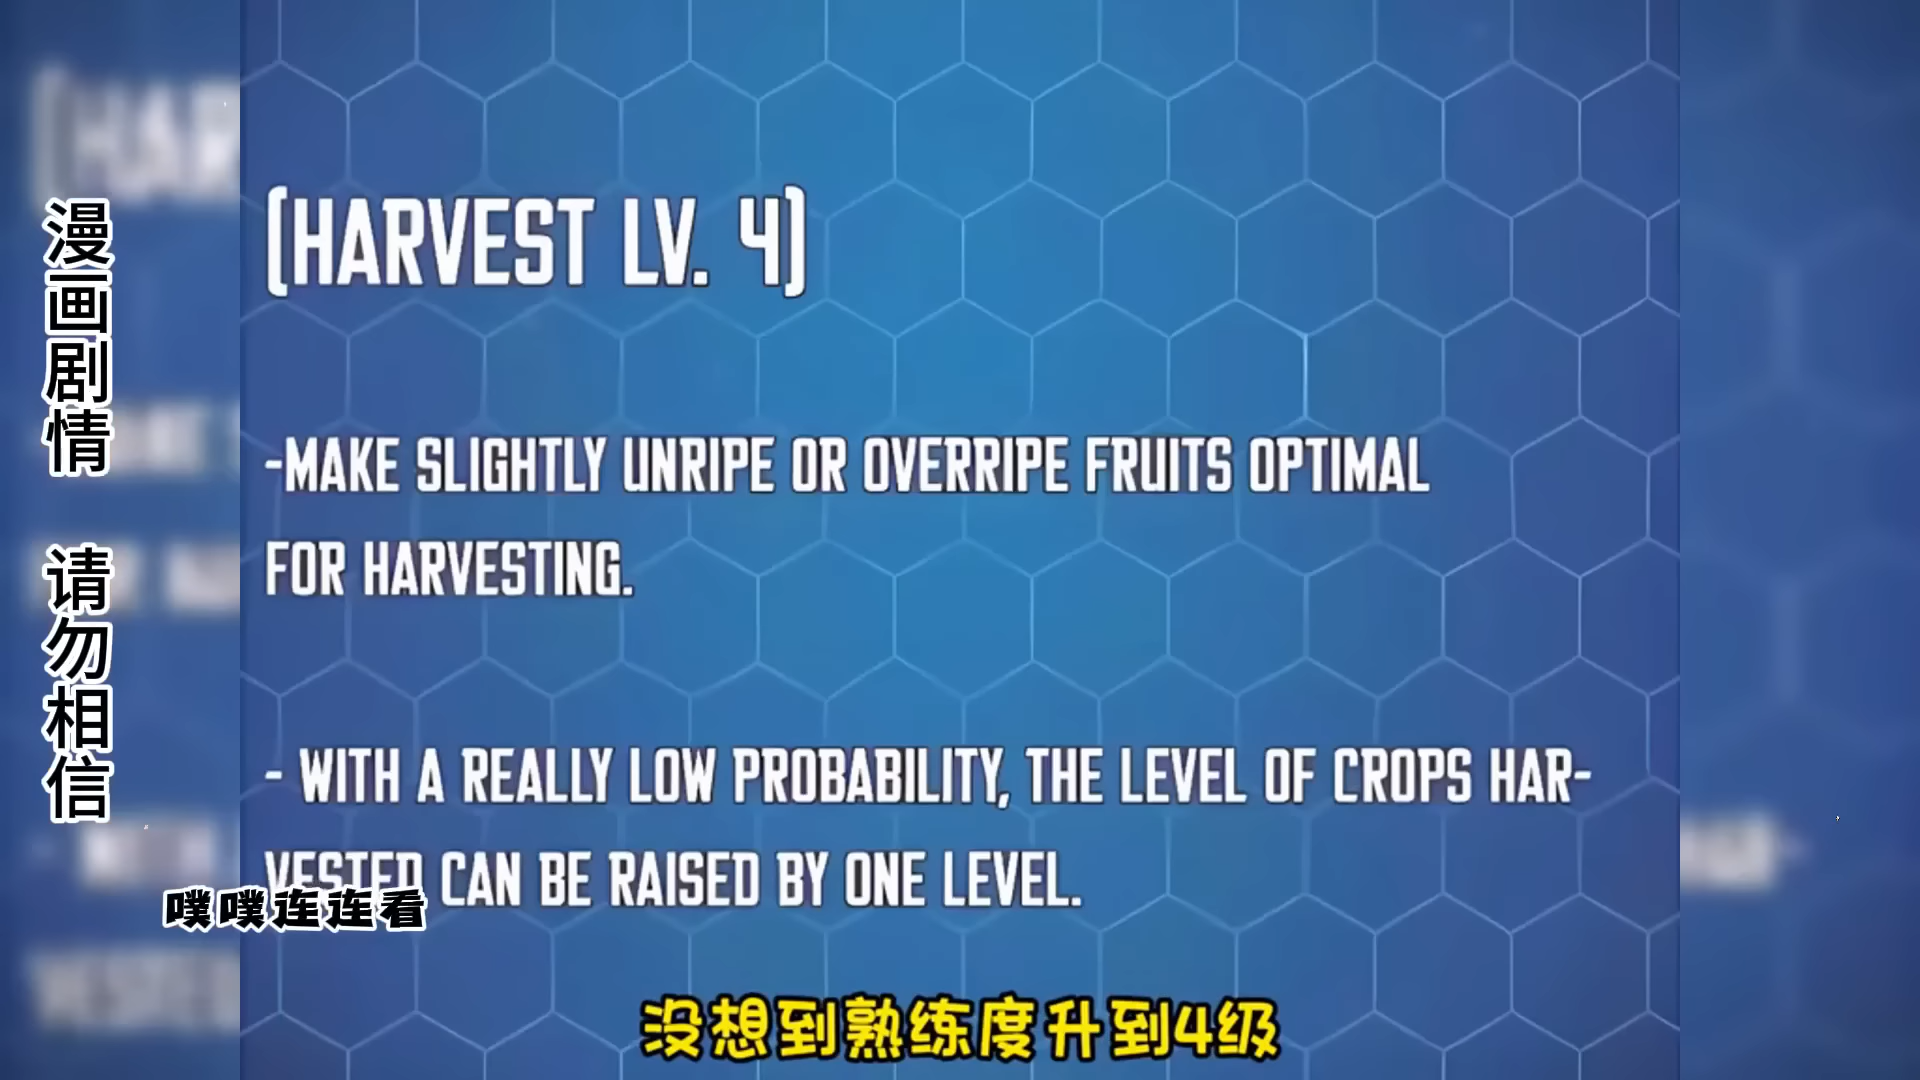 漫画剧情 请勿相信
(HARVEST LV. 4)
-MAKE SLIGHTLY UNRIPE OR OVERRIPE FRUITS OPTIMAL
FOR HARVESTING.
- WITH A REALLY LOW PROBABILITY, THE LEVEL OF CROPS HAR-
VESTED CAN BE RAISED BY ONE LEVEL.
噗噗连连看
没想到熟练度升到4级